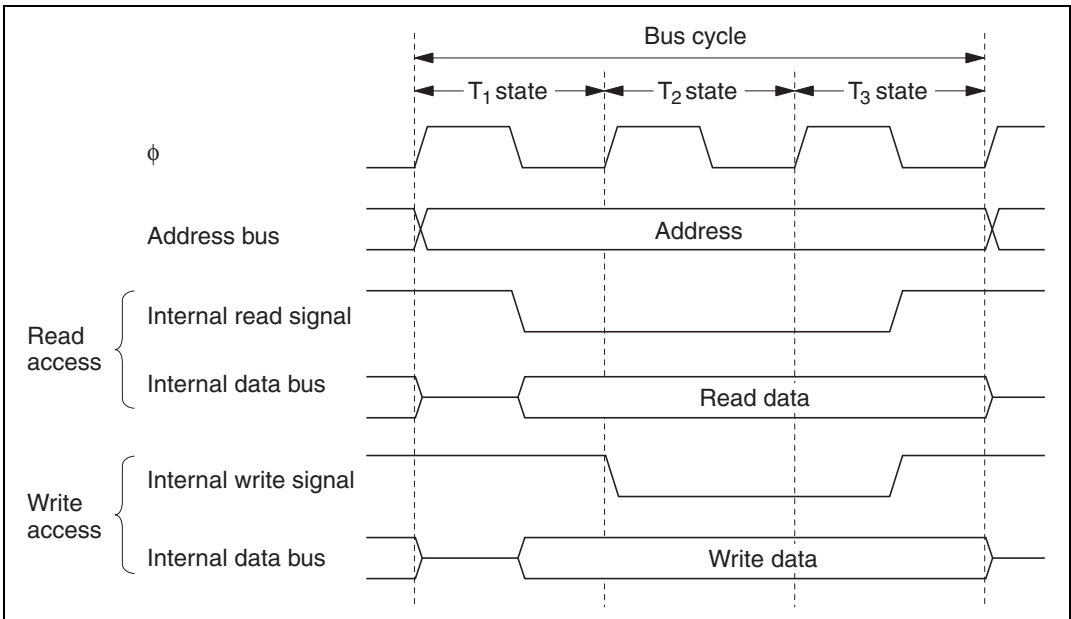 Bus cycle
T₁ state T₂ state T₃ state
ϕ
Address bus
Address
Read
access
Internal read signal
Internal data bus
Read data
Write
access
Internal write signal
Internal data bus
Write data